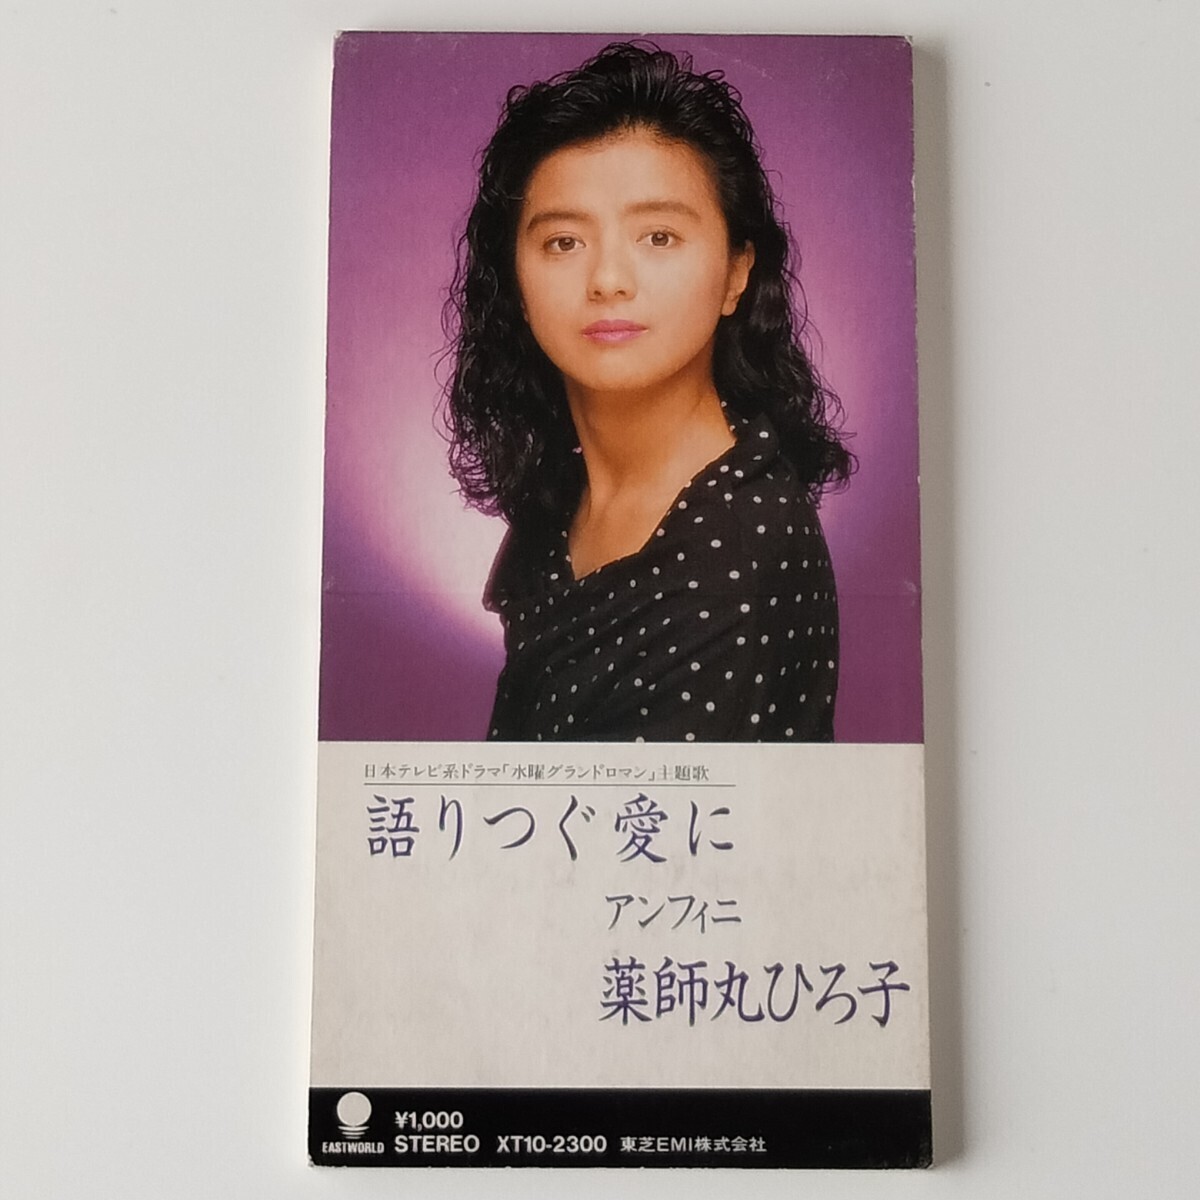 日本テレビ系ドラマ「水曜グランドロマン」主題歌
語りつぐ愛に
アンフィニ
薬師丸ひろ子
EASTWORLD
¥1,000
STEREO XT10-2300 東芝EMI株式会社